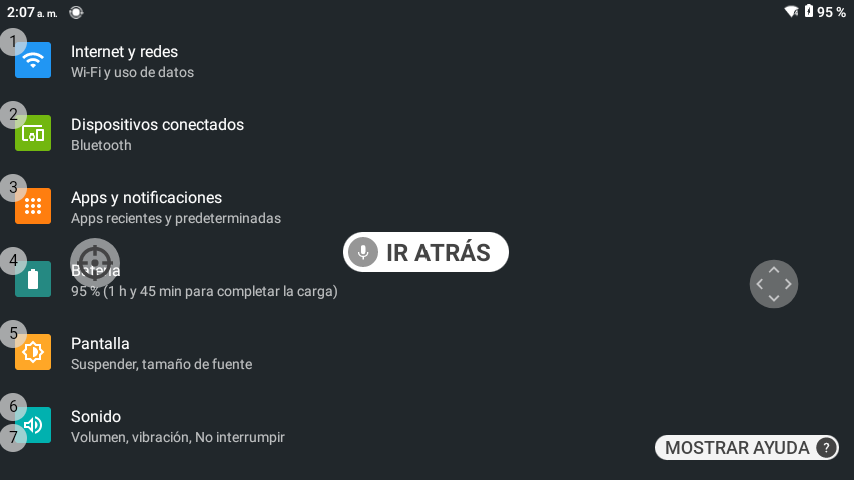 2:07 a. m.
95 %
1
Internet y redes
Wi-Fi y uso de datos
2
Dispositivos conectados
Bluetooth
3
Apps y notificaciones
Apps recientes y predeterminadas
IR ATRÁS
4
Batería
95 % (1 h y 45 min para completar la carga)
5
Pantalla
Suspender, tamaño de fuente
6
Sonido
7
Volumen, vibración, No interrumpir
MOSTRAR AYUDA ?